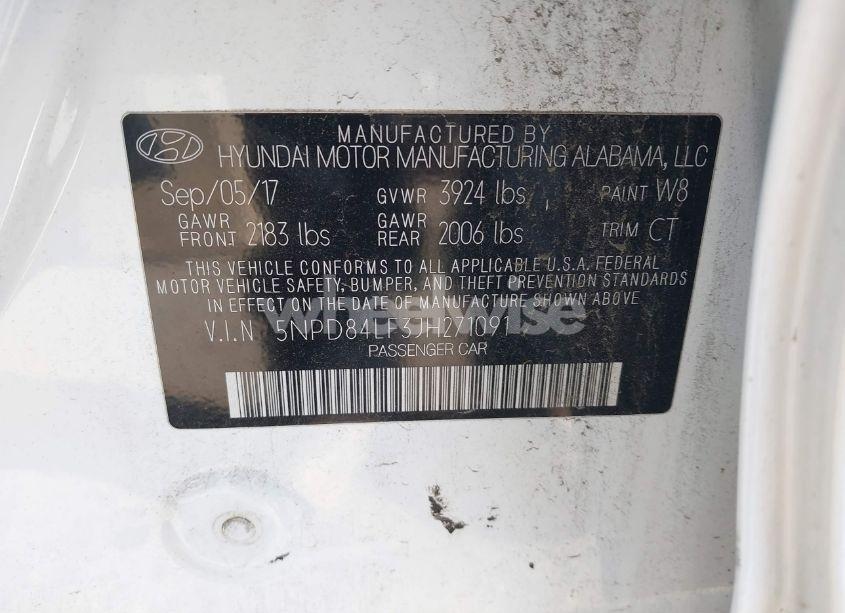 MANUFACTURED BY
HYUNDAI MOTOR MANUFACTURING ALABAMA, LLC
Sep/05/17 GVWR 3924 lbs PAINT W8
GAWR FRONT 2183 lbs GAWR REAR 2006 lbs TRIM CT
THIS VEHICLE CONFORMS TO ALL APPLICABLE U.S.A. FEDERAL
MOTOR VEHICLE SAFETY, BUMPER, AND THEFT PREVENTION STANDARDS
IN EFFECT ON THE DATE OF MANUFACTURE SHOWN ABOVE.
wheelwise
V.I.N 5NPD84LF3JH271091
PASSENGER CAR